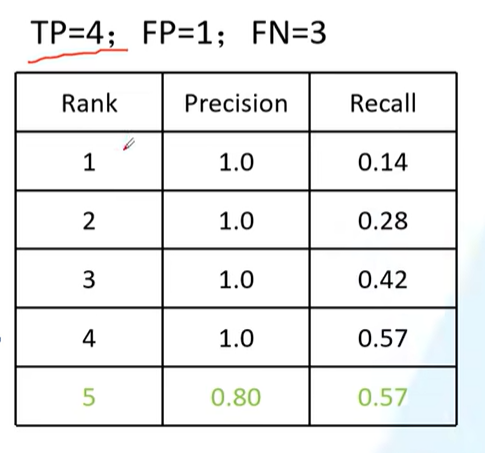 TP=4; FP=1; FN=3
Rank Precision Recall
1 1.0 0.14
2 1.0 0.28
3 1.0 0.42
4 1.0 0.57
5 0.80 0.57